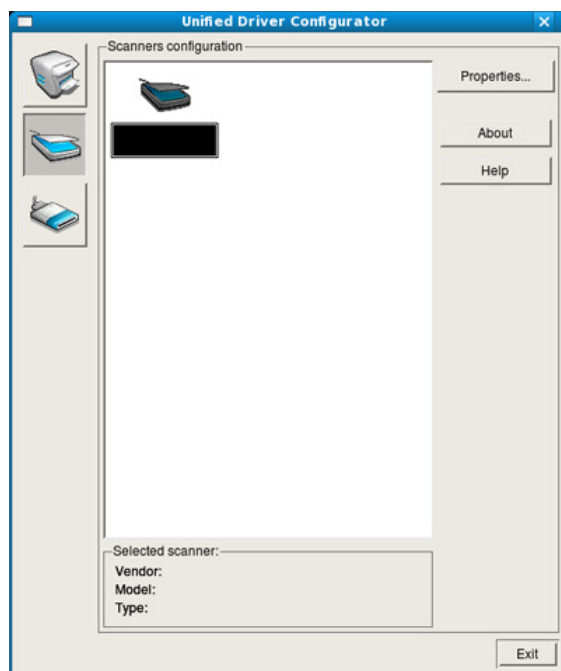 Unified Driver Configurator
Scanners configuration
Properties...
About
Help
Selected scanner:
Vendor:
Model:
Type:
Exit